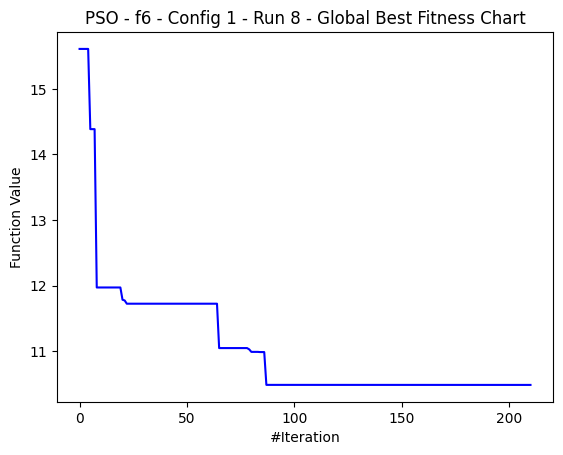 PSO - f6 - Config 1 - Run 8 - Global Best Fitness Chart
15
14
13
12
11
Function Value
0 50 100 150 200
#Iteration